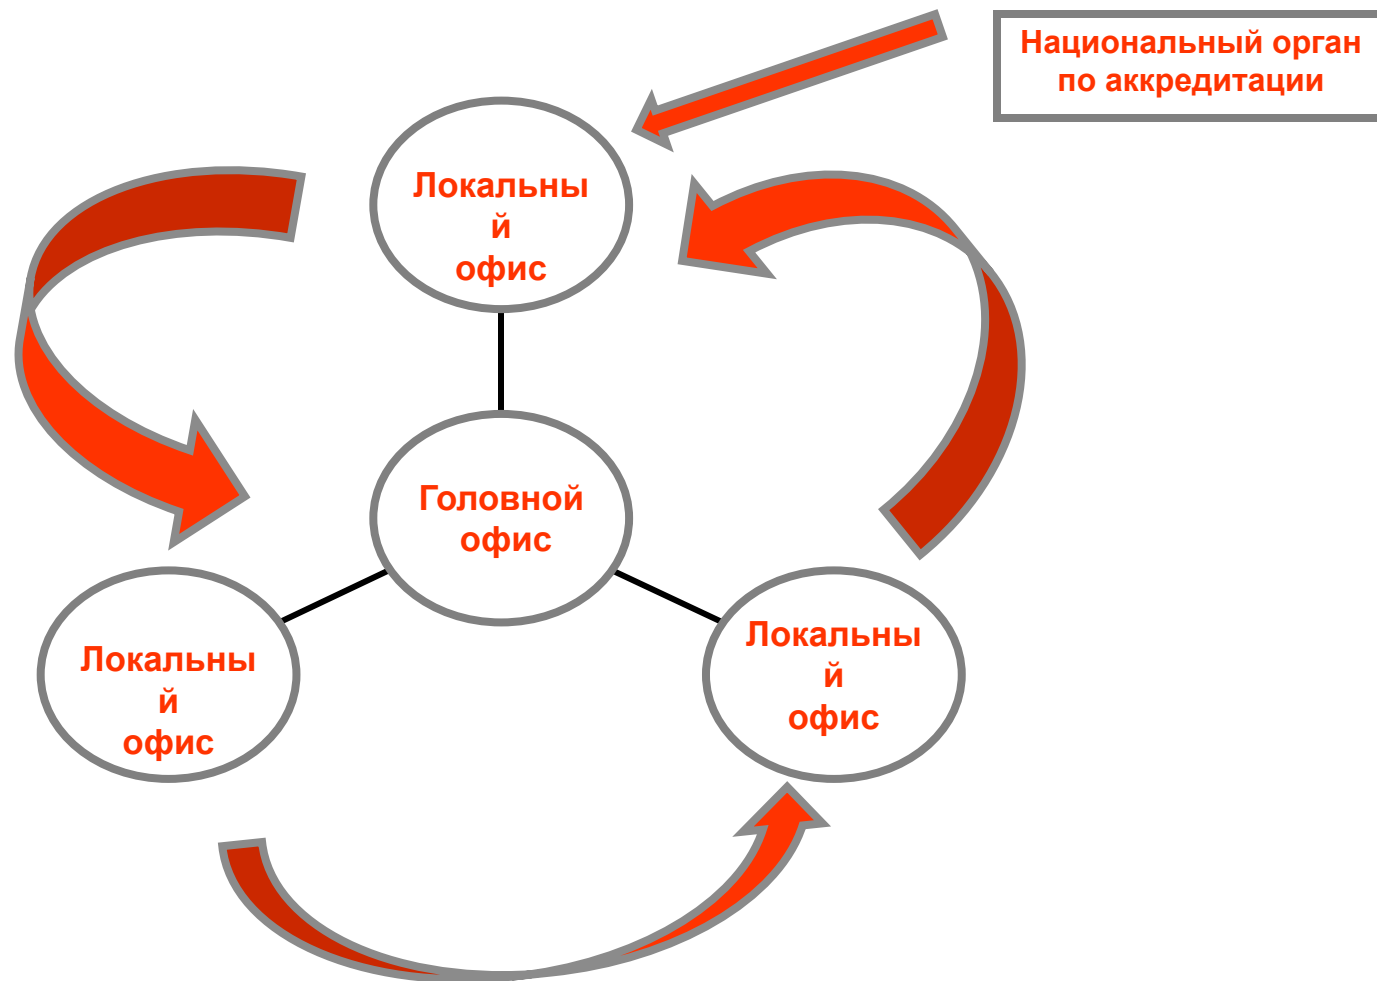 Национальный орган
по аккредитации
Локальны
й
офис
Головной
офис
Локальны
й
офис
Локальны
й
офис